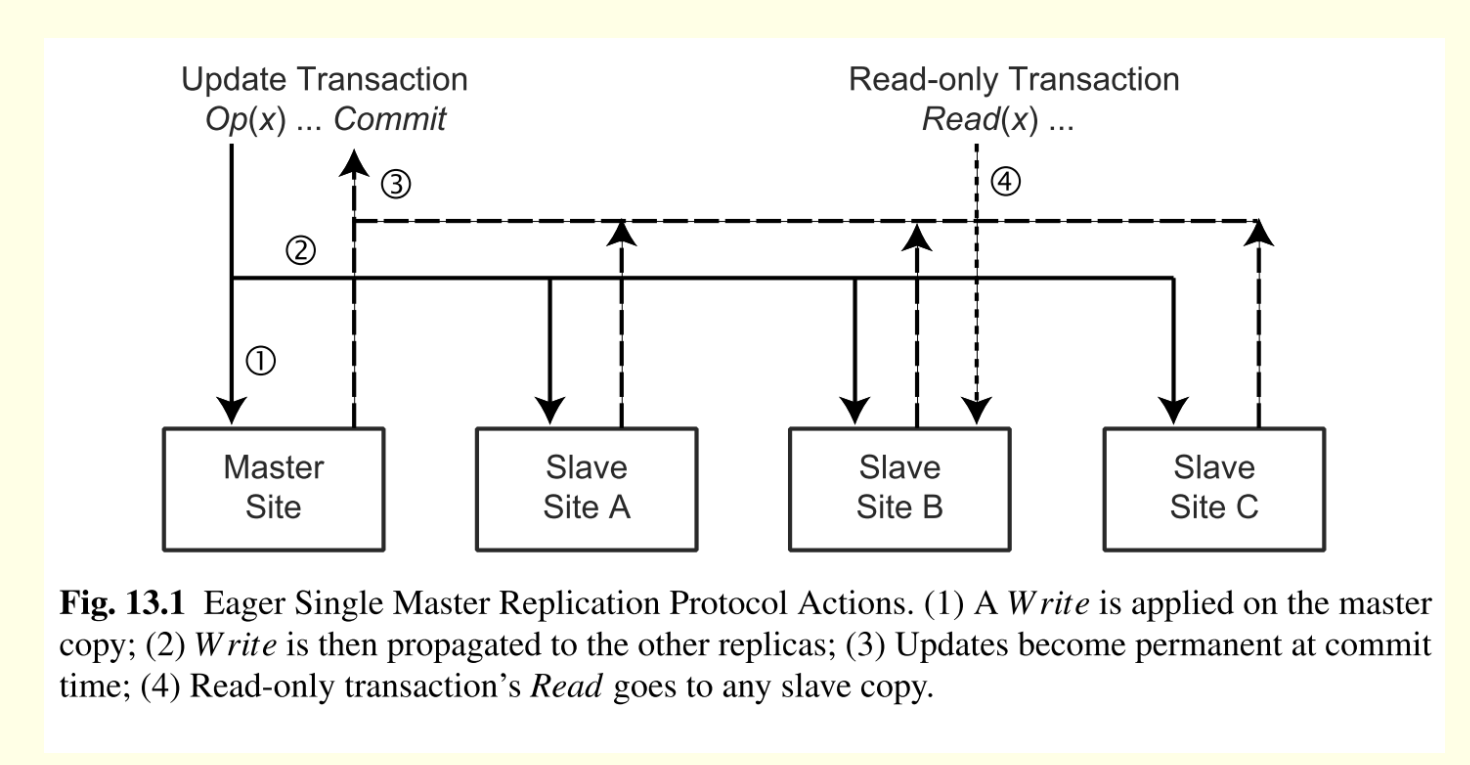 Update Transaction
Op(x) ... Commit
Read-only Transaction
Read(x) ...
③
④
②
①
Master
Site
Slave
Site A
Slave
Site B
Slave
Site C
Fig. 13.1 Eager Single Master Replication Protocol Actions. (1) A Write is applied on the master
copy; (2) Write is then propagated to the other replicas; (3) Updates become permanent at commit
time; (4) Read-only transaction's Read goes to any slave copy.